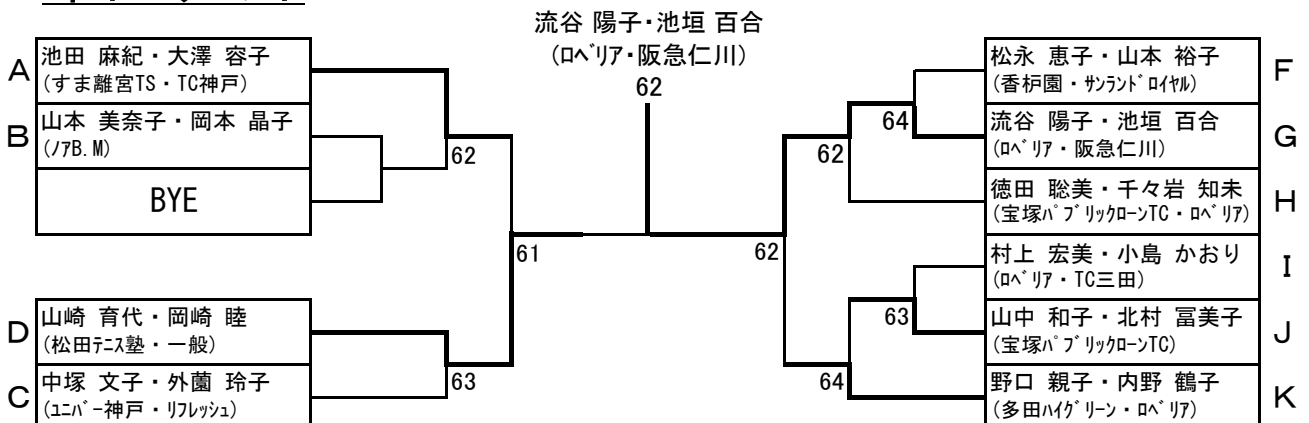 流谷 陽子・池垣 百合
(ﾛﾍﾞﾘｱ・阪急仁川)
62
A
池田 麻紀・大澤 容子
(すま離宮TS・TC神戸)
B
山本 美奈子・岡本 晶子
(ﾉｱB.M)
BYE
62
61
D
山崎 育代・岡崎 睦
(松田ﾃﾆｽ塾・一般)
C
中塚 文子・外薗 玲子
(ﾕﾆﾊﾞｰ神戸・ﾘﾌﾚｯｼｭ)
63
松永 恵子・山本 裕子
(香枦園・ｻﾝﾗﾝﾄﾞﾛｲﾔﾙ)
F
64
流谷 陽子・池垣 百合
(ﾛﾍﾞﾘｱ・阪急仁川)
G
62
徳田 聡美・千々岩 知未
(宝塚ﾊﾟﾌﾞﾘｯｸﾛｰﾝTC・ﾛﾍﾞﾘｱ)
H
62
村上 宏美・小島 かおり
(ﾛﾍﾞﾘｱ・TC三田)
I
63
山中 和子・北村 冨美子
(宝塚ﾊﾟﾌﾞﾘｯｸﾛｰﾝTC)
J
64
野口 親子・内野 鶴子
(多田ﾊｲｸﾞﾘｰﾝ・ﾛﾍﾞﾘｱ)
K